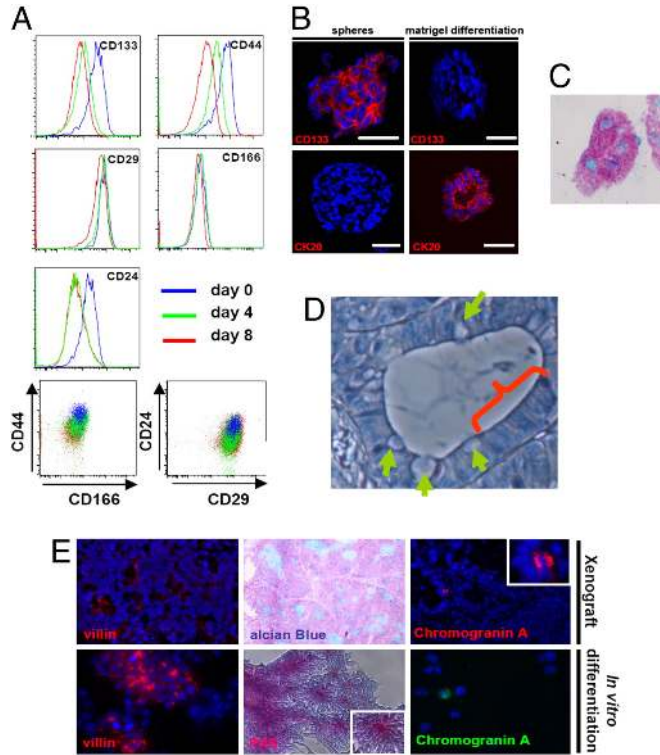 A
CD133
CD44
CD29
CD166
CD24
day 0
day 4
day 8
CD44
CD166
CD24
CD29
B
spheres
matrigel differentiation
CD133
CD133
CK20
CK20
C
D
E
villin
alcian Blue
Chromogranin A
Xenograft
villin
Chromogranin A
In vitro
differentiation